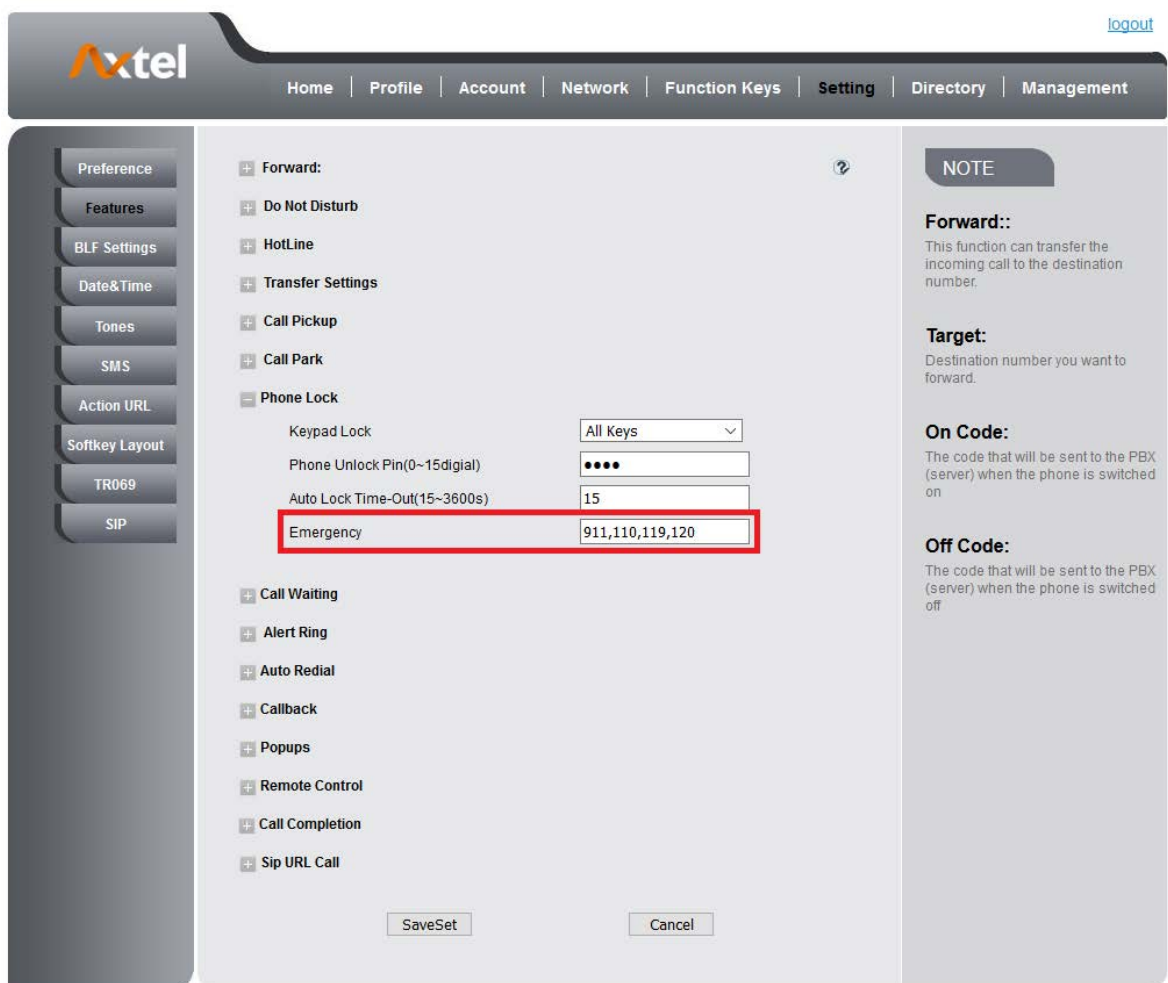 logout
Axtel
Home | Profile | Account | Network | Function Keys | Setting | Directory | Management
Preference
Features
BLF Settings
Date&Time
Tones
SMS
Action URL
Softkey Layout
TR069
SIP
Forward:
Do Not Disturb
HotLine
Transfer Settings
Call Pickup
Call Park
Phone Lock
Keypad Lock All Keys
Phone Unlock Pin(0~15digial) ●●●●
Auto Lock Time-Out(15~3600s) 15
Emergency 911,110,119,120
Call Waiting
Alert Ring
Auto Redial
Callback
Popups
Remote Control
Call Completion
Sip URL Call
SaveSet Cancel
NOTE
Forward::
This function can transfer the
incoming call to the destination
number.
Target:
Destination number you want to
forward.
On Code:
The code that will be sent to the PBX
(server) when the phone is switched
on
Off Code:
The code that will be sent to the PBX
(server) when the phone is switched
off